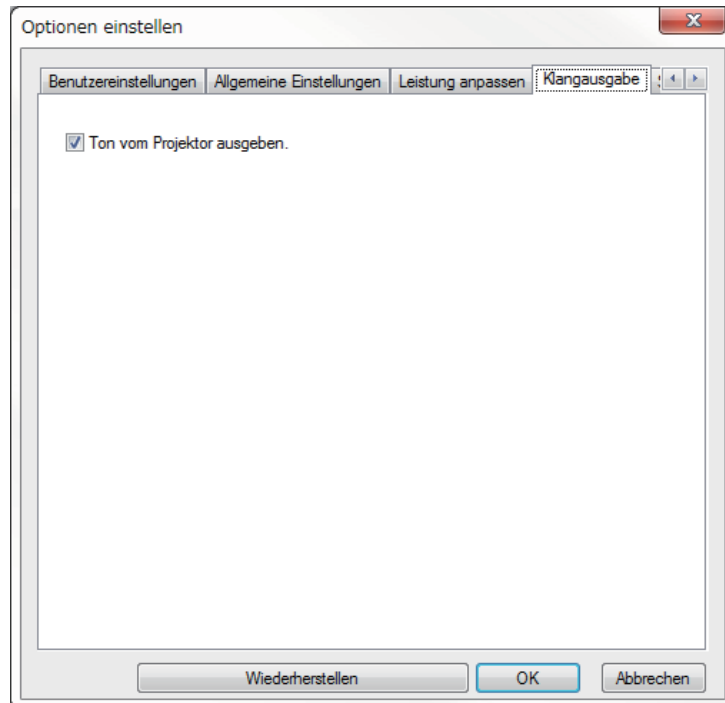 Optionen einstellen
Benutzereinstellungen Allgemeine Einstellungen Leistung anpassen Klangausgabe
Ton vom Projektor ausgeben.
Wiederherstellen OK Abbrechen